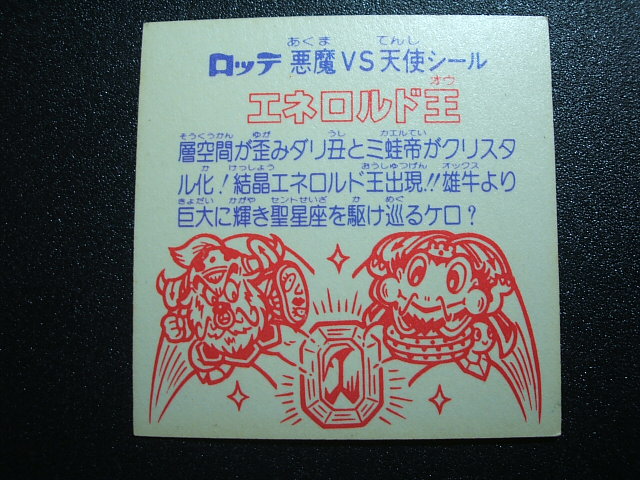 ロッテ 悪魔VS天使シール
エネロルド王
層空間が歪みダリ丑とミ蛙帝がクリスタ
ル化!結晶エネロルド王出現!!雄牛より
巨大に輝き聖星座を駆け巡るケロ?